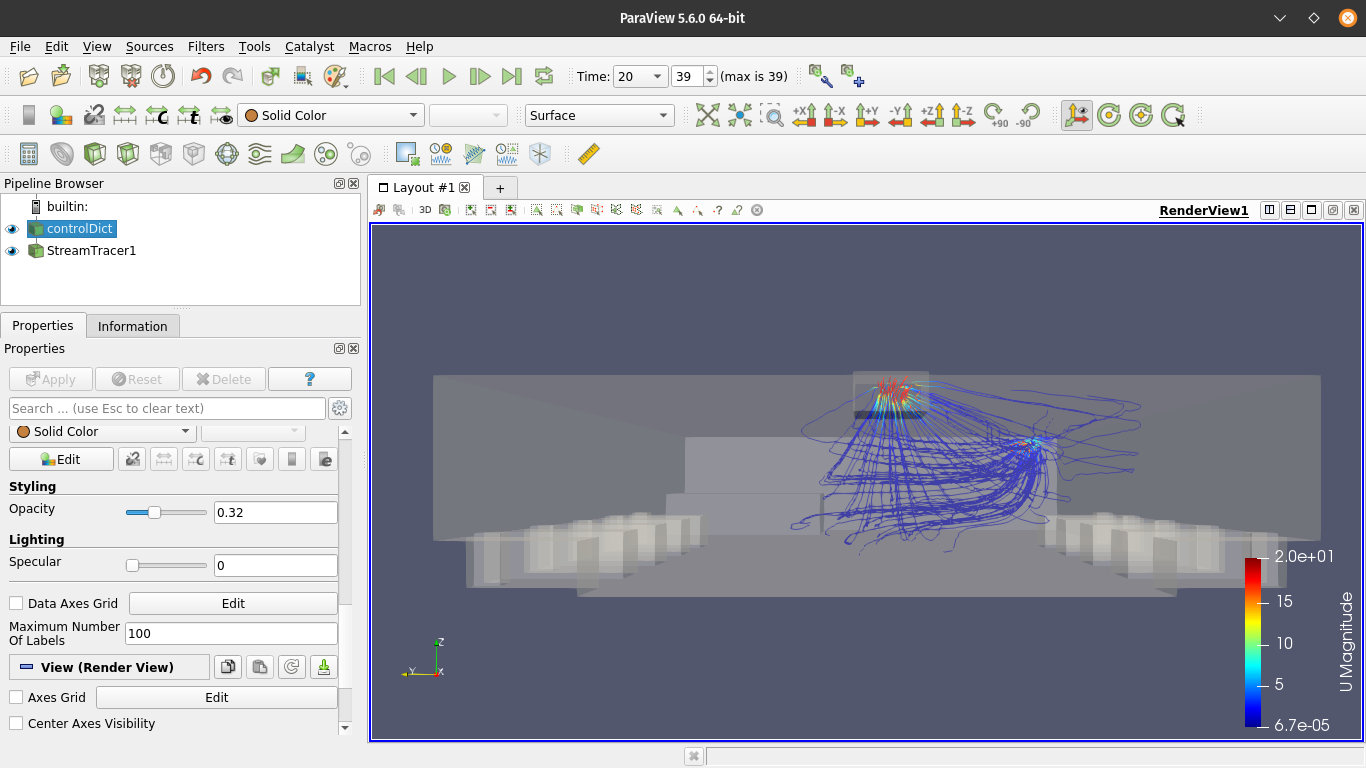 ParaView 5.6.0 64-bit
File Edit View Sources Filters Tools Catalyst Macros Help
Time: 20 39 (max is 39)
Solid Color Surface +X -X +Y -Y +Z -Z +90 -90
Pipeline Browser
builtin:
controlDict
StreamTracer1
Properties Information
Properties
Apply Reset Delete ?
Search ... (use Esc to clear text)
Solid Color
Edit
Styling
Opacity 0.32
Lighting
Specular 0
Data Axes Grid Edit
Maximum Number
Of Labels
100
View (Render View)
Axes Grid Edit
Center Axes Visibility
Layout #1 +
3D RenderView1
2.0e+01
15
10
5
6.7e-05
U Magnitude
Z
Y X